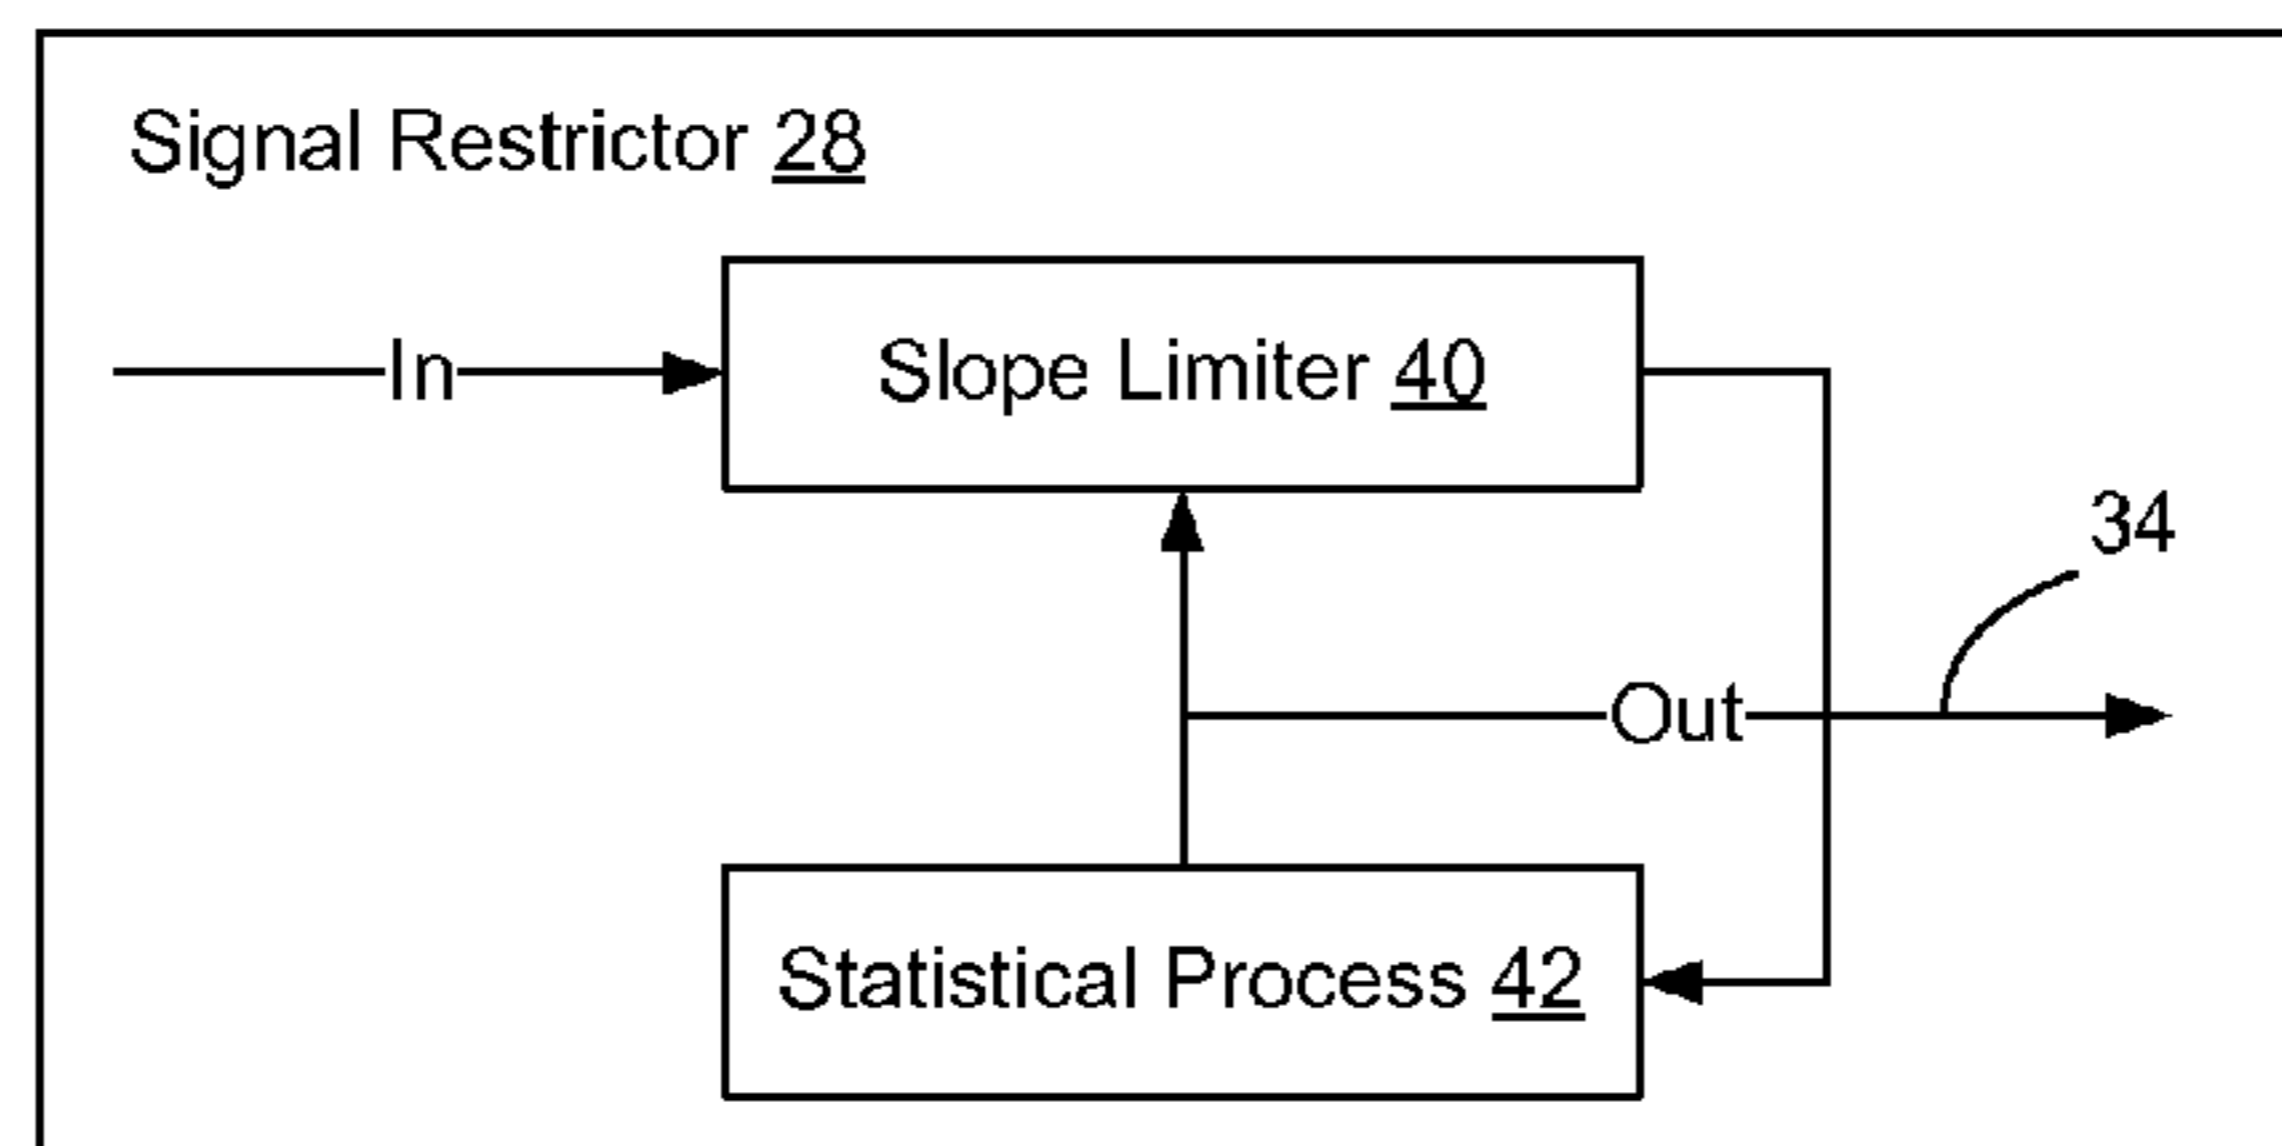 Signal Restrictor 28
In
Slope Limiter 40
34
Out
Statistical Process 42